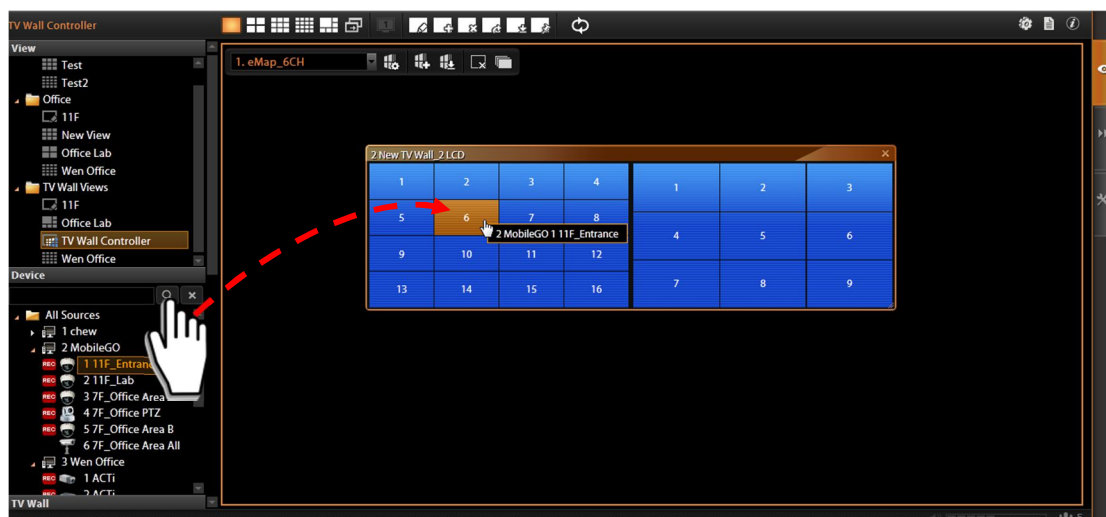 TV Wall Controller
1
View
Test
Test2
Office
11F
New View
Office Lab
Wen Office
TV Wall Views
11F
Office Lab
TV Wall Controller
Wen Office
Device
All Sources
1 chew
2 MobileGO
REC 1 11F_Entrance
REC 2 11F_Lab
REC 3 7F_Office Area
REC 4 7F_Office PTZ
REC 5 7F_Office Area B
6 7F_Office Area All
3 Wen Office
REC 1 ACTi
REC 2 ACTi
TV Wall
1. eMap_6CH
2 New TV Wall_2 LCD
1 2 3 4
5 6 7 8
9 10 11 12
13 14 15 16
1 2 3
4 5 6
7 8 9
2 MobileGO 1 11F_Entrance